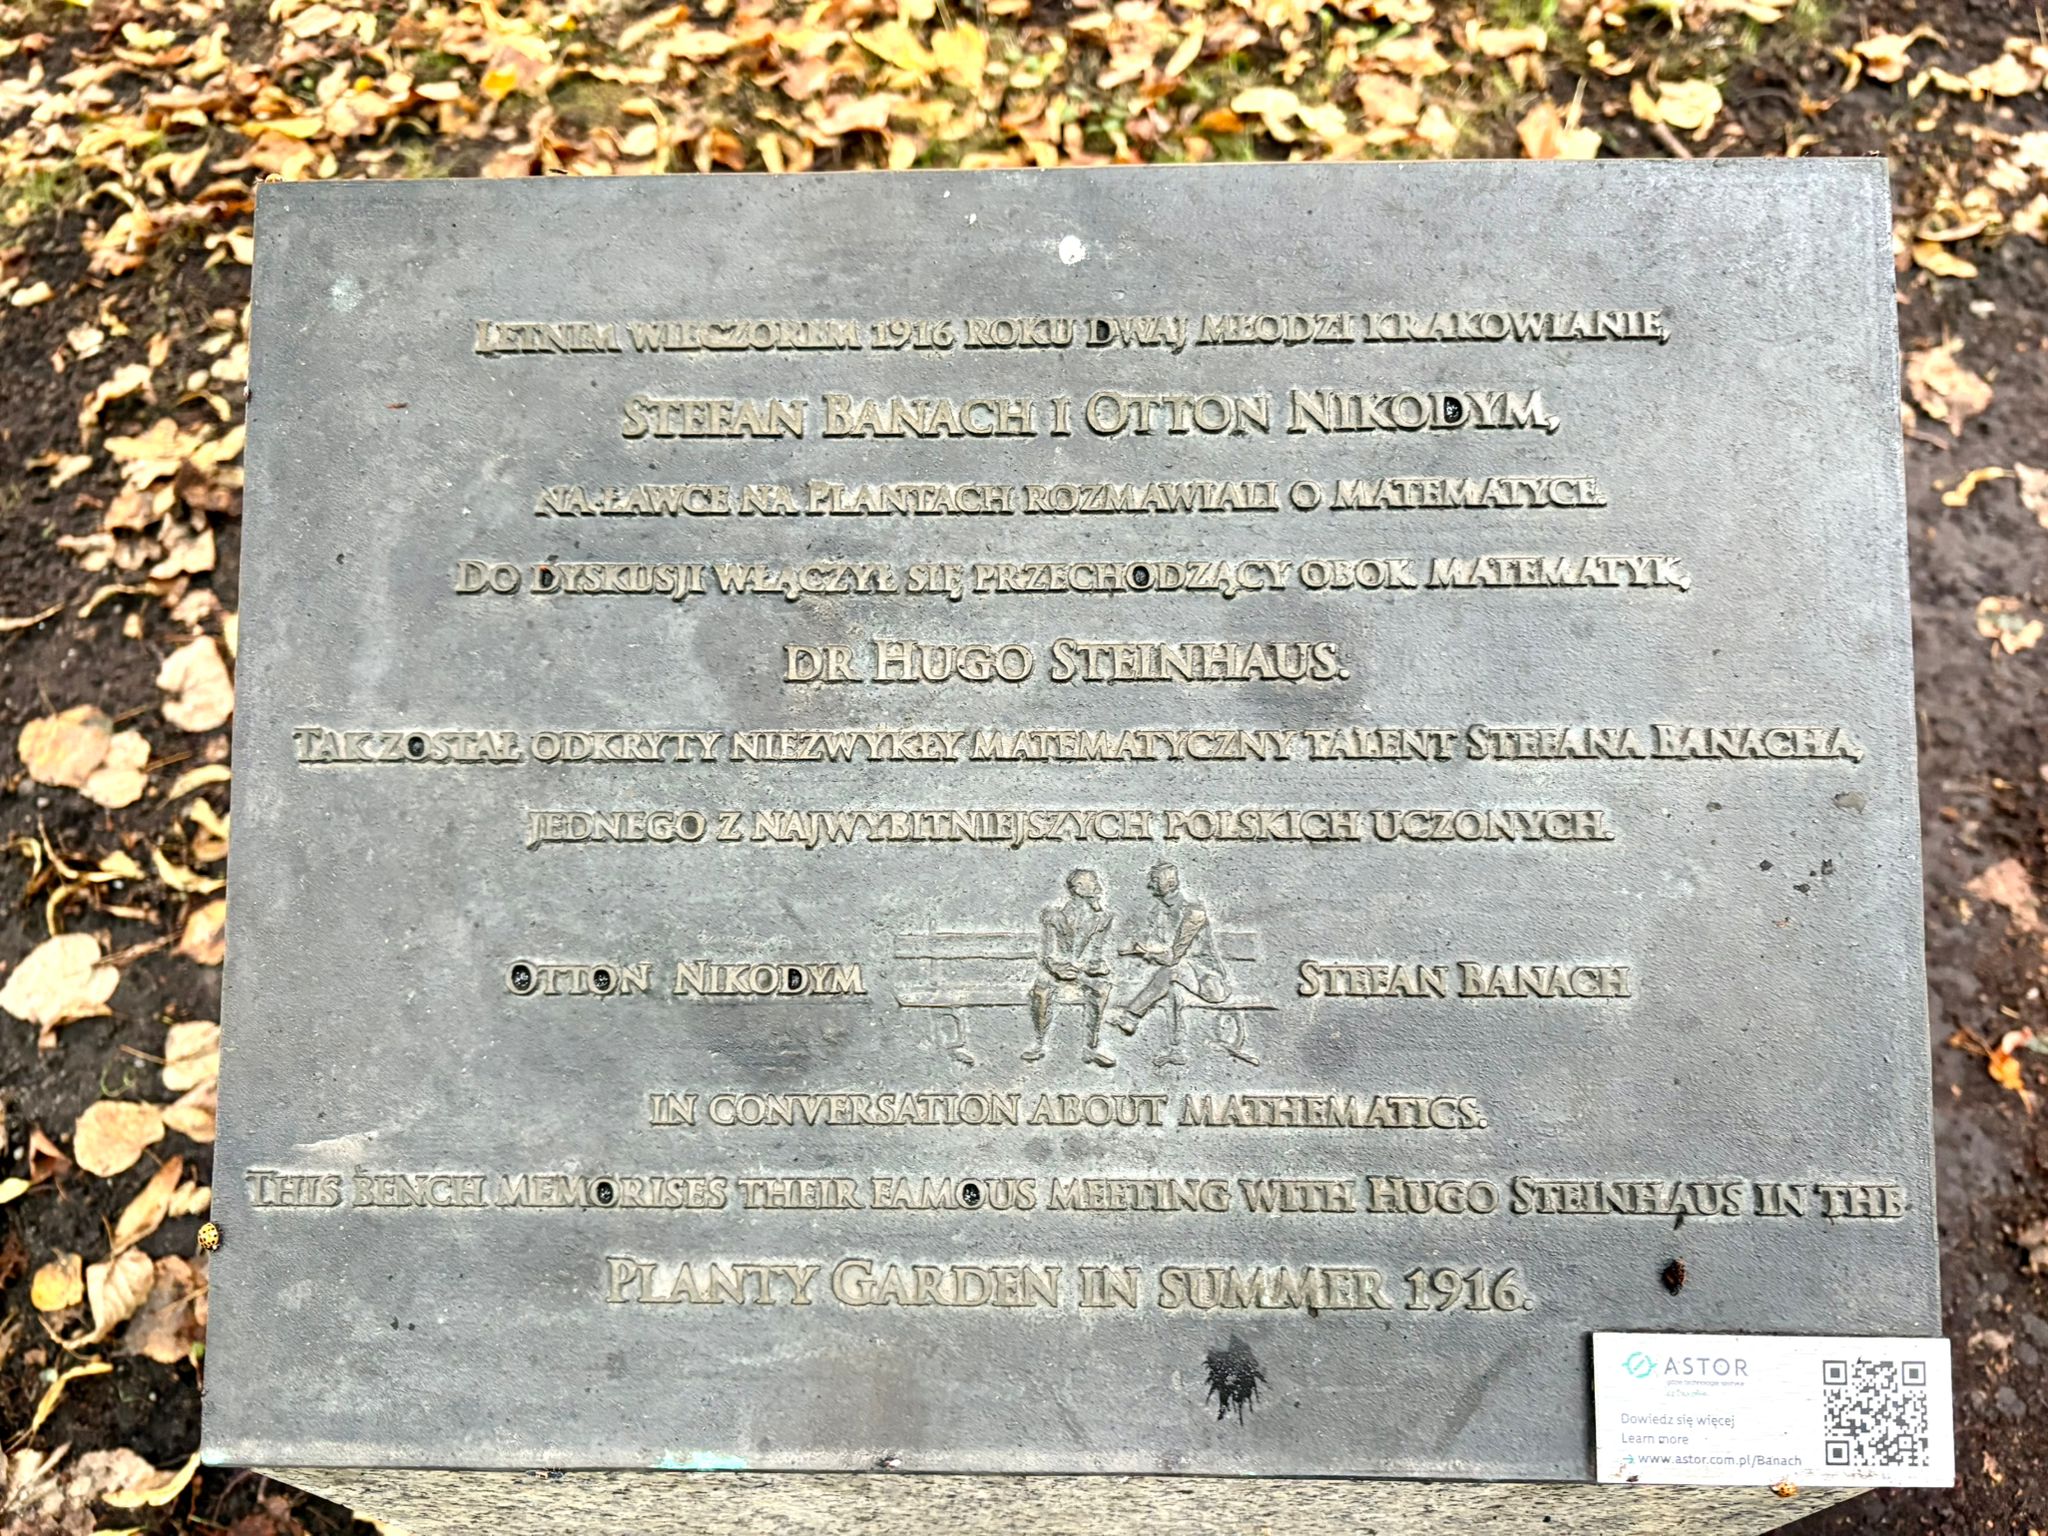 Letnim wieczorem 1916 roku dwaj młodzi krakowianie,
Stefan Banach i Otton Nikodym,
na ławce na Plantach rozmawiali o matematyce.
Do dyskusji włączył się przechodzący obok matematyk,
dr Hugo Steinhaus.
Tak został odkryty niezwykły matematyczny talent Stefana Banacha,
jednego z najwybitniejszych polskich uczonych.
Otton Nikodym Stefan Banach
in conversation about mathematics.
This bench memorises their famous meeting with Hugo Steinhaus in the
Planty Garden in summer 1916.
ASTOR
Dowiedz się więcej
Learn more
→ www.astor.com.pl/Banach